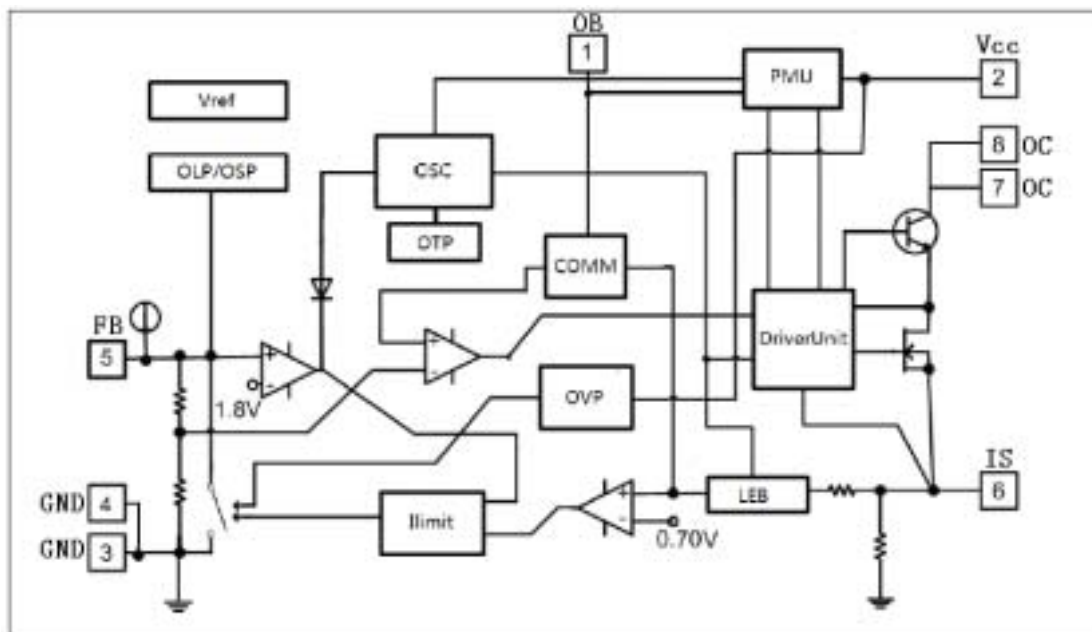 OB
1
Vcc
2
PMU
Vref
8 OC
OLP/OSP
OSC
7 OC
OTP
COMM
+
FB
5
+
-
-
DriverUnit
1.8V
OVP
IS
6
GND 4
LEB
+
-
Ilimit
0.70V
GND 3